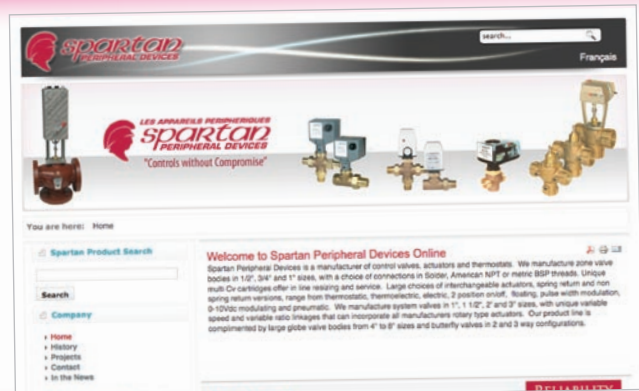 SPARTAN
PERIPHERAL DEVICES
search...
Français
LES APPAREILS PERIPHERIQUES
SPARTAN
PERIPHERAL DEVICES
"Controls without Compromise"
You are here: Home
Spartan Product Search
Search
Company
Home
History
Projects
Contact
In the News
Welcome to Spartan Peripheral Devices Online
Spartan Peripheral Devices is a manufacturer of control valves, actuators and thermostats. We manufacture zone valve
bodies in 1/2", 3/4" and 1" sizes, with a choice of connections in Solder, American NPT or metric BSP threads. Unique
multi Cv cartridges offer in line resizing and service. Large choices of interchangeable actuators, spring return and non
spring return versions, range from thermostatic, thermoelectric, electric, 2 position on/off, floating, pulse width modulation,
0-10Vdc modulating and pneumatic. We manufacture system valves in 1", 1 1/2", 2' and 3" sizes, with unique variable
speed and variable ratio linkages that can incorporate all manufacturers rotary type actuators. Our product line is
complimented by large globe valve bodies from 4" to 8" sizes and butterfly valves in 2 and 3 way configurations.
RELIABILITY